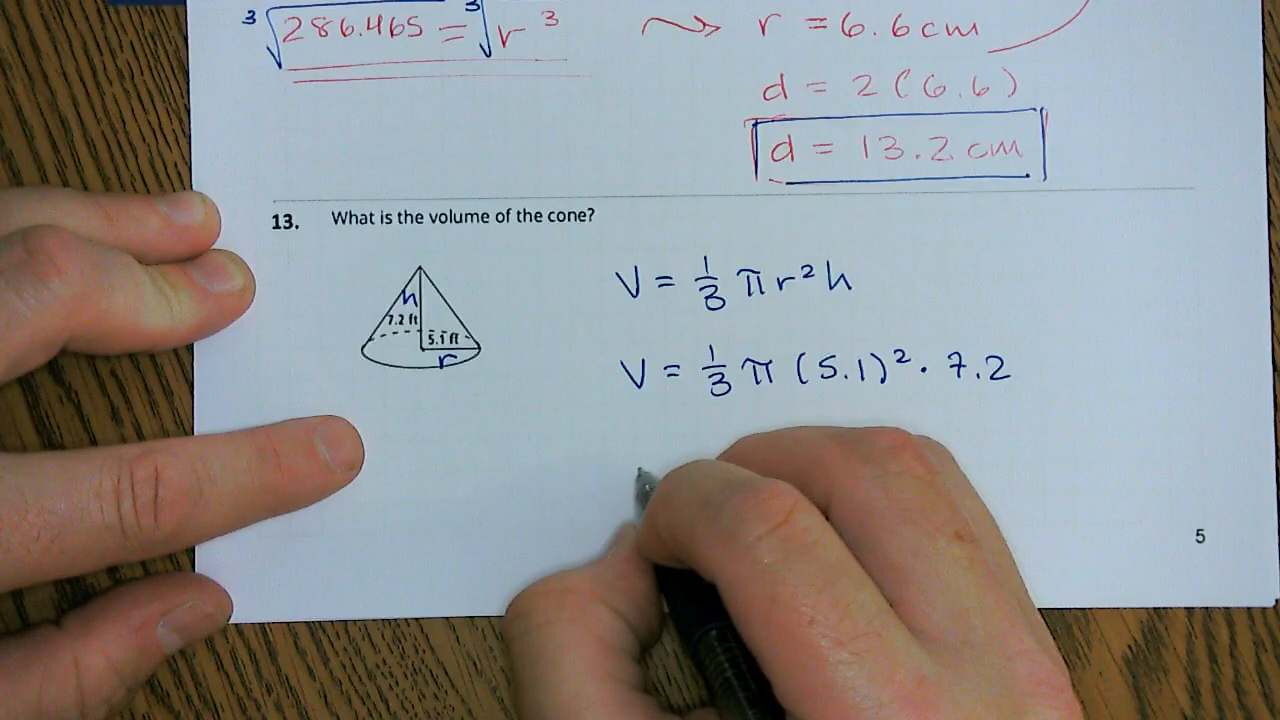 ³√286.465 = ³√r³ → r = 6.6 cm
d = 2(6.6)
d = 13.2 cm
13. What is the volume of the cone?
V = 1/3 π r² h
h
7.2 ft
5.1 ft
r
V = 1/3 π (5.1)² · 7.2
5